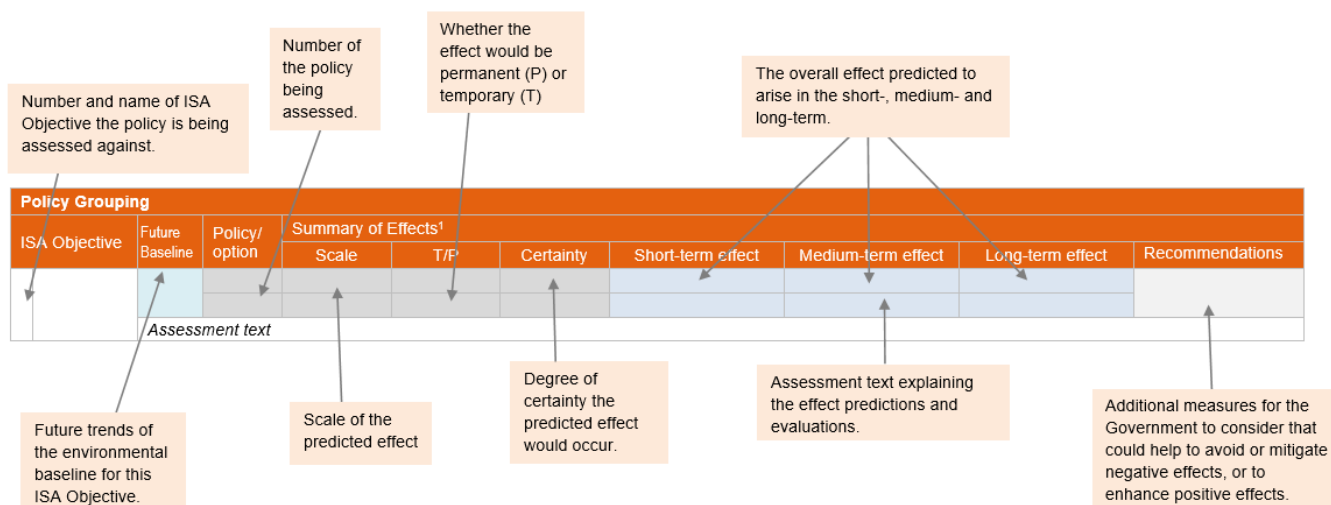 Whether the
effect would be
permanent (P) or
temporary (T)
Number of
the policy
being
assessed.
The overall effect predicted to
arise in the short-, medium- and
long-term.
Number and name of ISA
Objective the policy is being
assessed against.
Policy Grouping
ISA Objective
Future
Baseline
Policy/
option
Summary of Effects¹
Scale
T/P
Certainty
Short-term effect
Medium-term effect
Long-term effect
Recommendations
Assessment text
Future trends of
the environmental
baseline for this
ISA Objective.
Scale of the
predicted effect
Degree of
certainty the
predicted effect
would occur.
Assessment text explaining
the effect predictions and
evaluations.
Additional measures for the
Government to consider that
could help to avoid or mitigate
negative effects, or to
enhance positive effects.